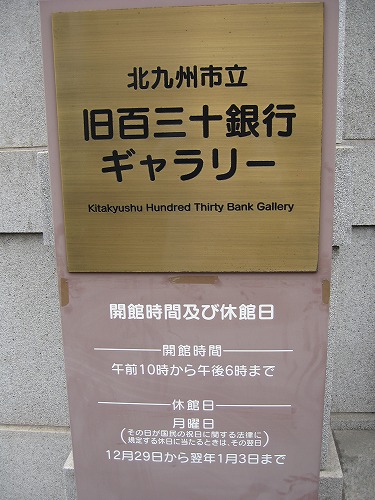 北九州市立
旧百三十銀行
ギャラリー
Kitakyushu Hundred Thirty Bank Gallery
開館時間及び休館日
開館時間
午前10時から午後6時まで
休館日
月曜日
(その日が国民の祝日に関する法律に
規定する休日に当たるときは、その翌日)
12月29日から翌年1月3日まで